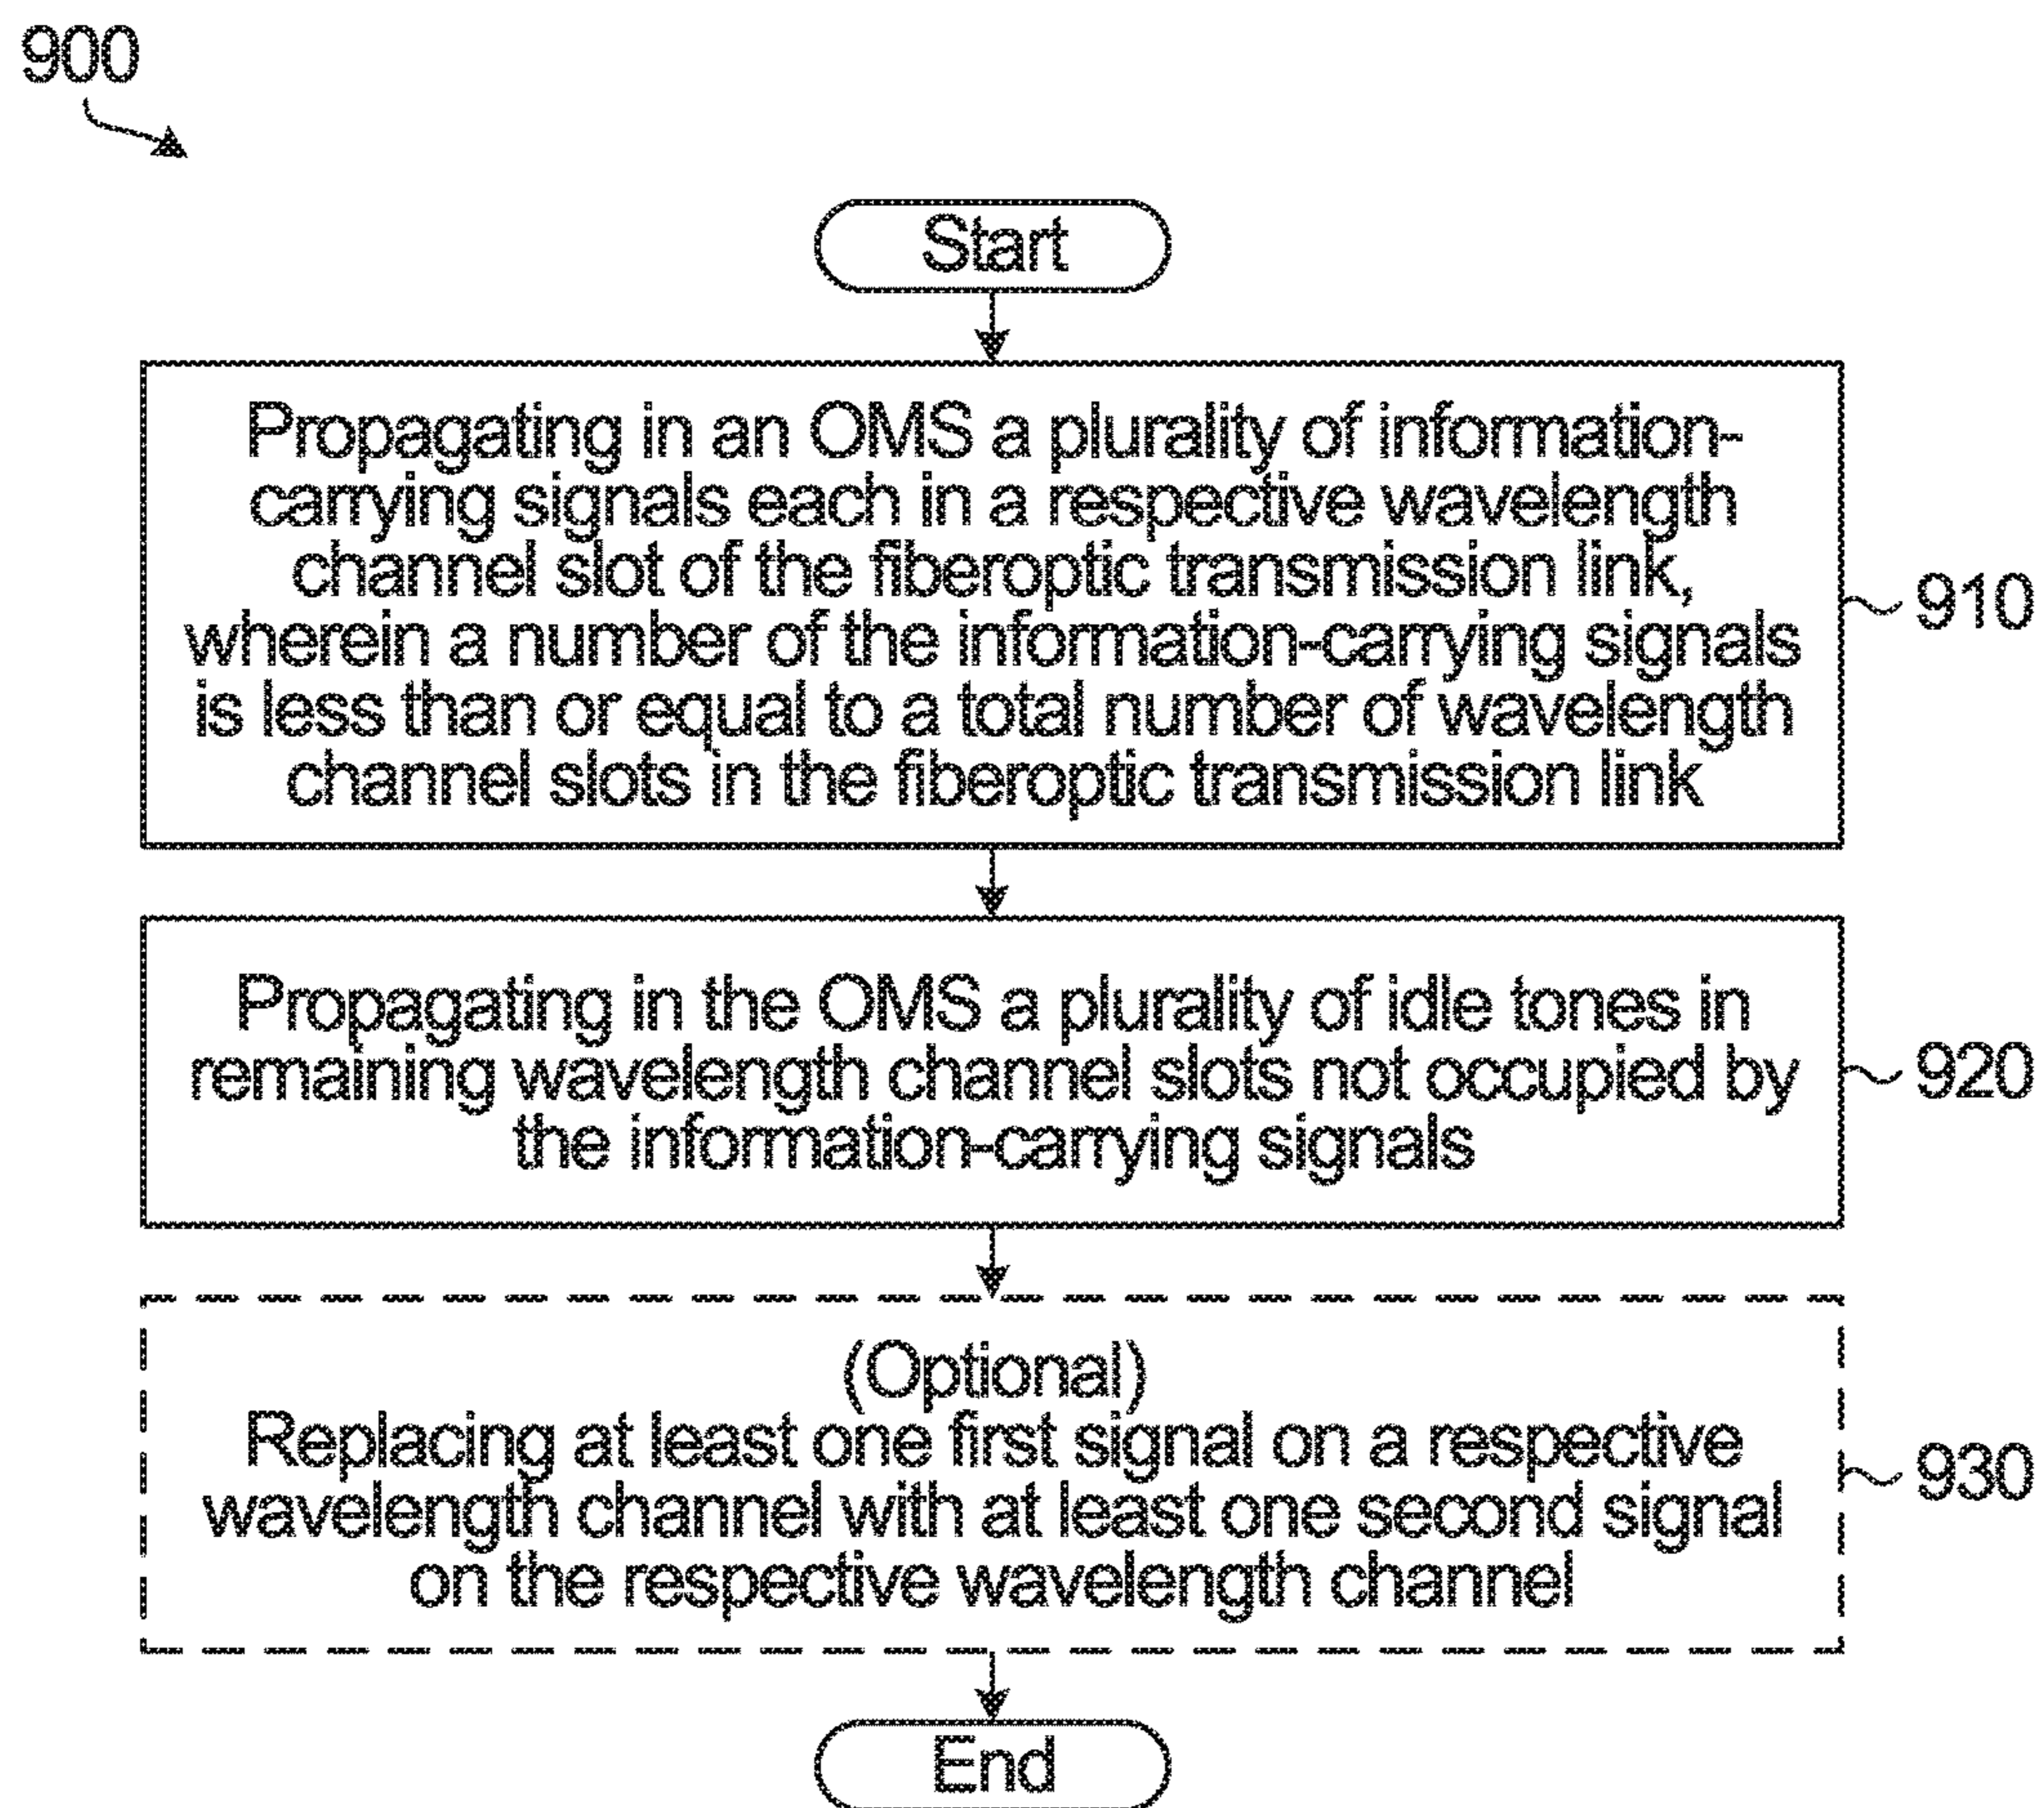 900
Start
Propagating in an OMS a plurality of information-
carrying signals each in a respective wavelength
channel slot of the fiberoptic transmission link,
wherein a number of the information-carrying signals
is less than or equal to a total number of wavelength
channel slots in the fiberoptic transmission link
910
Propagating in the OMS a plurality of idle tones in
remaining wavelength channel slots not occupied by
the information-carrying signals
920
(Optional)
Replacing at least one first signal on a respective
wavelength channel with at least one second signal
on the respective wavelength channel
930
End